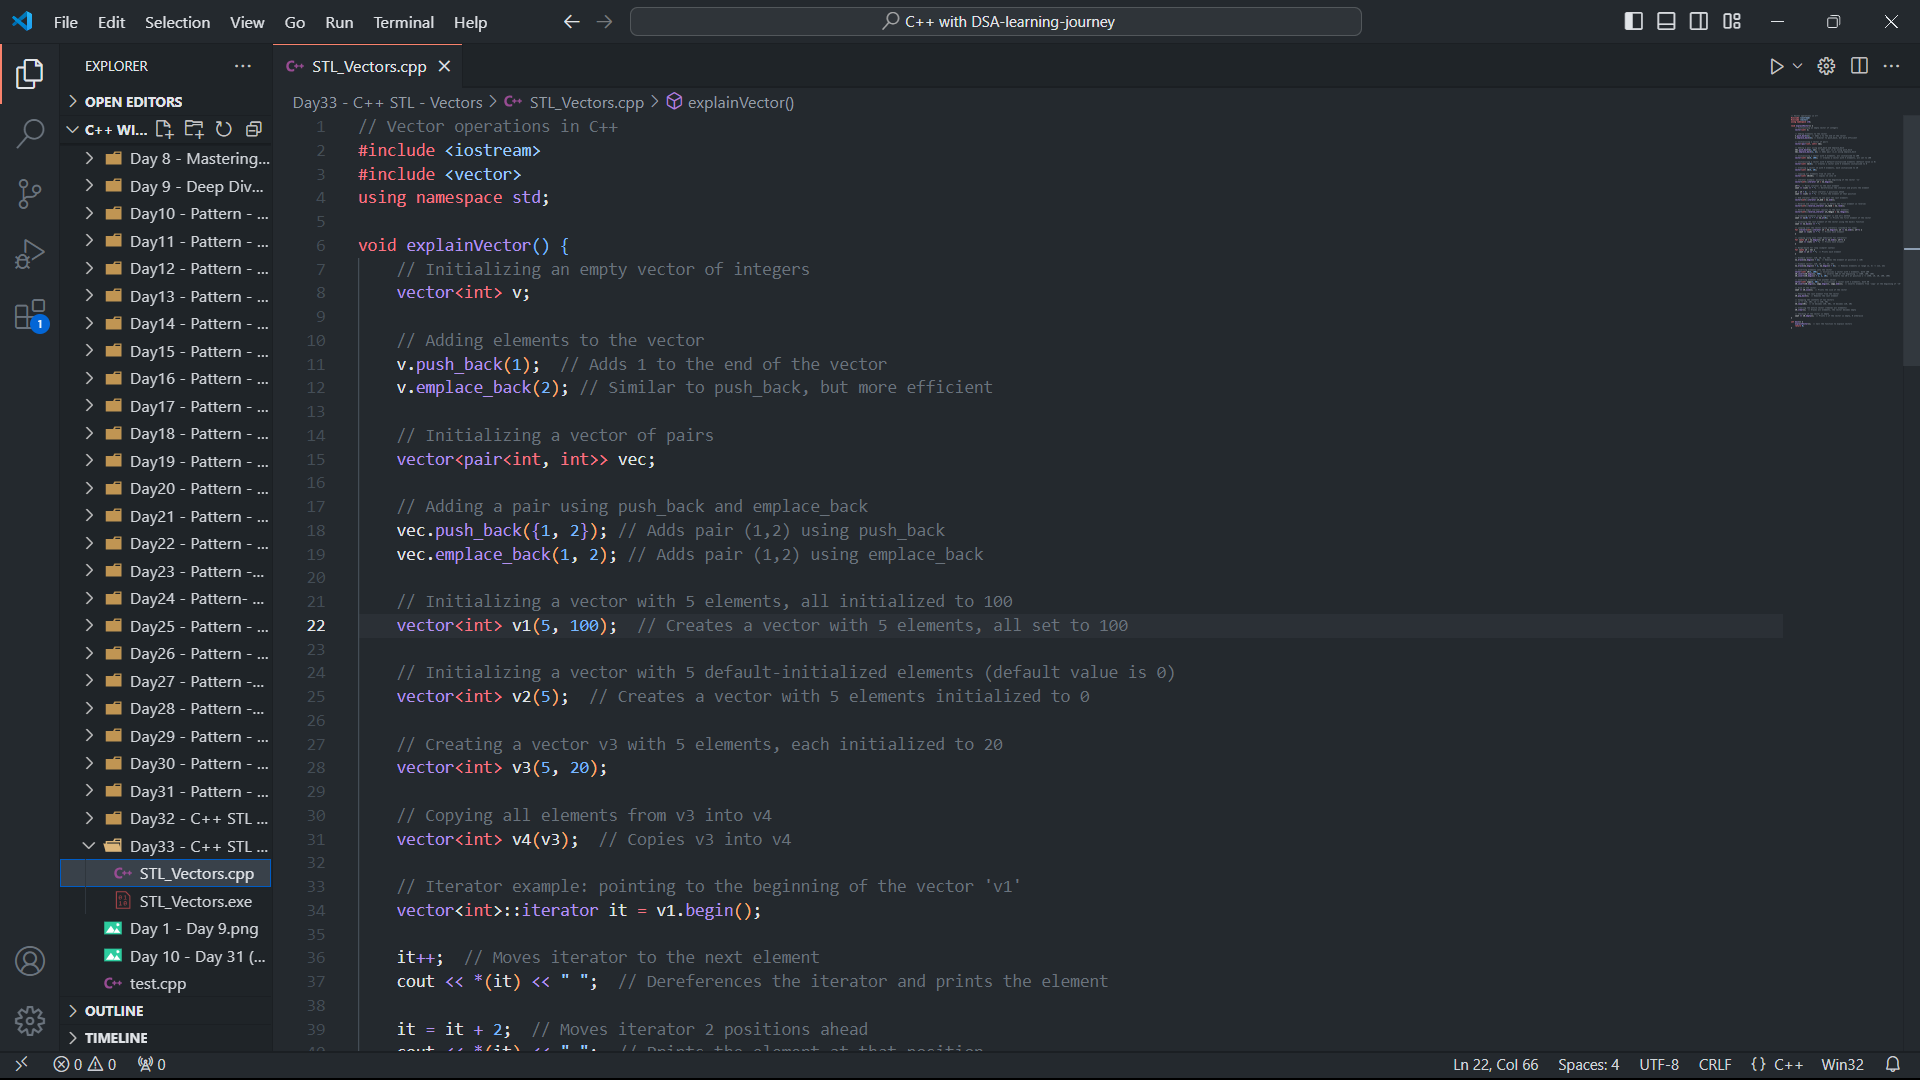 File Edit Selection View Go Run Terminal Help
C++ with DSA-learning-journey
EXPLORER
OPEN EDITORS
C++ WI...
Day 8 - Mastering...
Day 9 - Deep Div...
Day10 - Pattern - ...
Day11 - Pattern - ...
Day12 - Pattern - ...
Day13 - Pattern - ...
Day14 - Pattern - ...
Day15 - Pattern - ...
Day16 - Pattern - ...
Day17 - Pattern - ...
Day18 - Pattern - ...
Day19 - Pattern - ...
Day20 - Pattern - ...
Day21 - Pattern - ...
Day22 - Pattern - ...
Day23 - Pattern -...
Day24 - Pattern- ...
Day25 - Pattern - ...
Day26 - Pattern - ...
Day27 - Pattern -...
Day28 - Pattern -...
Day29 - Pattern - ...
Day30 - Pattern - ...
Day31 - Pattern - ...
Day32 - C++ STL ...
Day33 - C++ STL ...
STL_Vectors.cpp
STL_Vectors.exe
Day 1 - Day 9.png
Day 10 - Day 31 (...
test.cpp
OUTLINE
TIMELINE
1
STL_Vectors.cpp
Day33 - C++ STL - Vectors > STL_Vectors.cpp > explainVector()
1 // Vector operations in C++
2 #include <iostream>
3 #include <vector>
4 using namespace std;
5
6 void explainVector() {
7 // Initializing an empty vector of integers
8 vector<int> v;
9
10 // Adding elements to the vector
11 v.push_back(1); // Adds 1 to the end of the vector
12 v.emplace_back(2); // Similar to push_back, but more efficient
13
14 // Initializing a vector of pairs
15 vector<pair<int, int>> vec;
16
17 // Adding a pair using push_back and emplace_back
18 vec.push_back({1, 2}); // Adds pair (1,2) using push_back
19 vec.emplace_back(1, 2); // Adds pair (1,2) using emplace_back
20
21 // Initializing a vector with 5 elements, all initialized to 100
22 vector<int> v1(5, 100); // Creates a vector with 5 elements, all set to 100
23
24 // Initializing a vector with 5 default-initialized elements (default value is 0)
25 vector<int> v2(5); // Creates a vector with 5 elements initialized to 0
26
27 // Creating a vector v3 with 5 elements, each initialized to 20
28 vector<int> v3(5, 20);
29
30 // Copying all elements from v3 into v4
31 vector<int> v4(v3); // Copies v3 into v4
32
33 // Iterator example: pointing to the beginning of the vector 'v1'
34 vector<int>::iterator it = v1.begin();
35
36 it++; // Moves iterator to the next element
37 cout << *(it) << " "; // Dereferences the iterator and prints the element
38
39 it = it + 2; // Moves iterator 2 positions ahead
40 cout << *(it) << " "; // Prints the element at that position
0 0 0
Ln 22, Col 66 Spaces: 4 UTF-8 CRLF {} C++ Win32